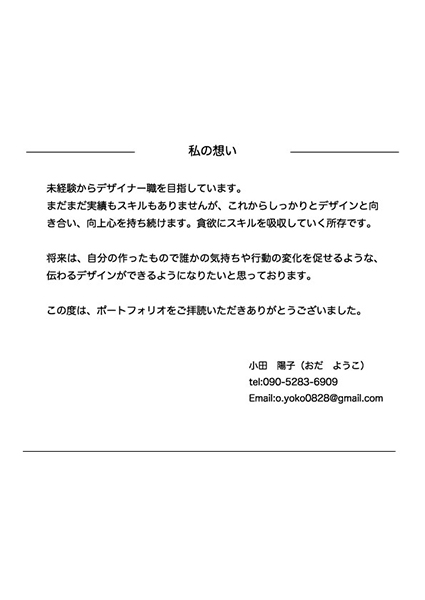 私の想い
未経験からデザイナー職を目指しています。
まだまだ実績もスキルもありませんが、これからしっかりとデザインと向
き合い、向上心を持ち続けます。貪欲にスキルを吸収していく所存です。
将来は、自分の作ったもので誰かの気持ちや行動の変化を促せるような、
伝わるデザインができるようになりたいと思っております。
この度は、ポートフォリオをご拝読いただきありがとうございました。
小田　陽子（おだ　ようこ）
tel:090-5283-6909
Email:o.yoko0828@gmail.com